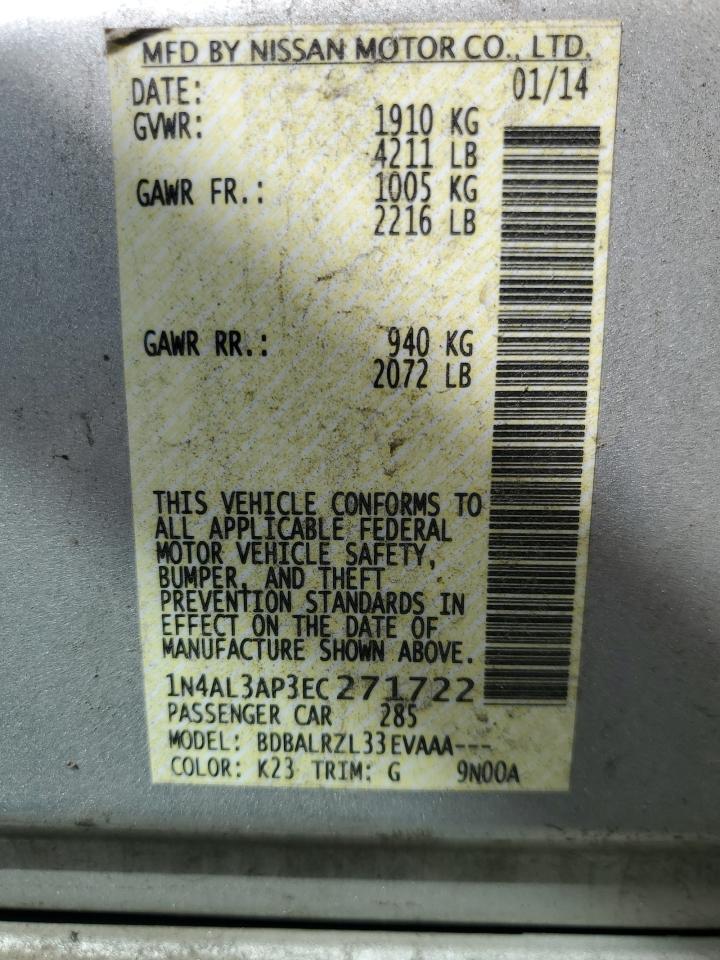 MFD BY NISSAN MOTOR CO., LTD.
DATE: 01/14
GVWR: 1910 KG
4211 LB
GAWR FR.: 1005 KG
2216 LB
GAWR RR.: 940 KG
2072 LB
THIS VEHICLE CONFORMS TO
ALL APPLICABLE FEDERAL
MOTOR VEHICLE SAFETY,
BUMPER, AND THEFT
PREVENTION STANDARDS IN
EFFECT ON THE DATE OF
MANUFACTURE SHOWN ABOVE.
1N4AL3AP3EC271722
PASSENGER CAR 285
MODEL: BDBALRZL33EVAAA---
COLOR: K23 TRIM: G 9N00A